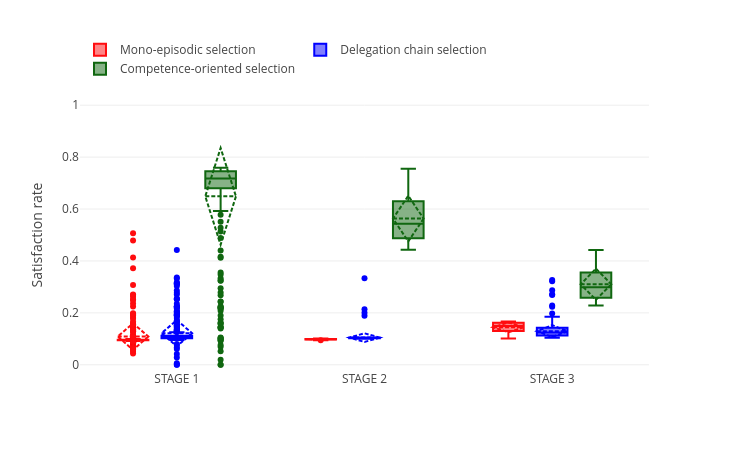 Mono-episodic selection
Delegation chain selection
Competence-oriented selection
1
0.8
0.6
0.4
0.2
0
Satisfaction rate
STAGE 1
STAGE 2
STAGE 3